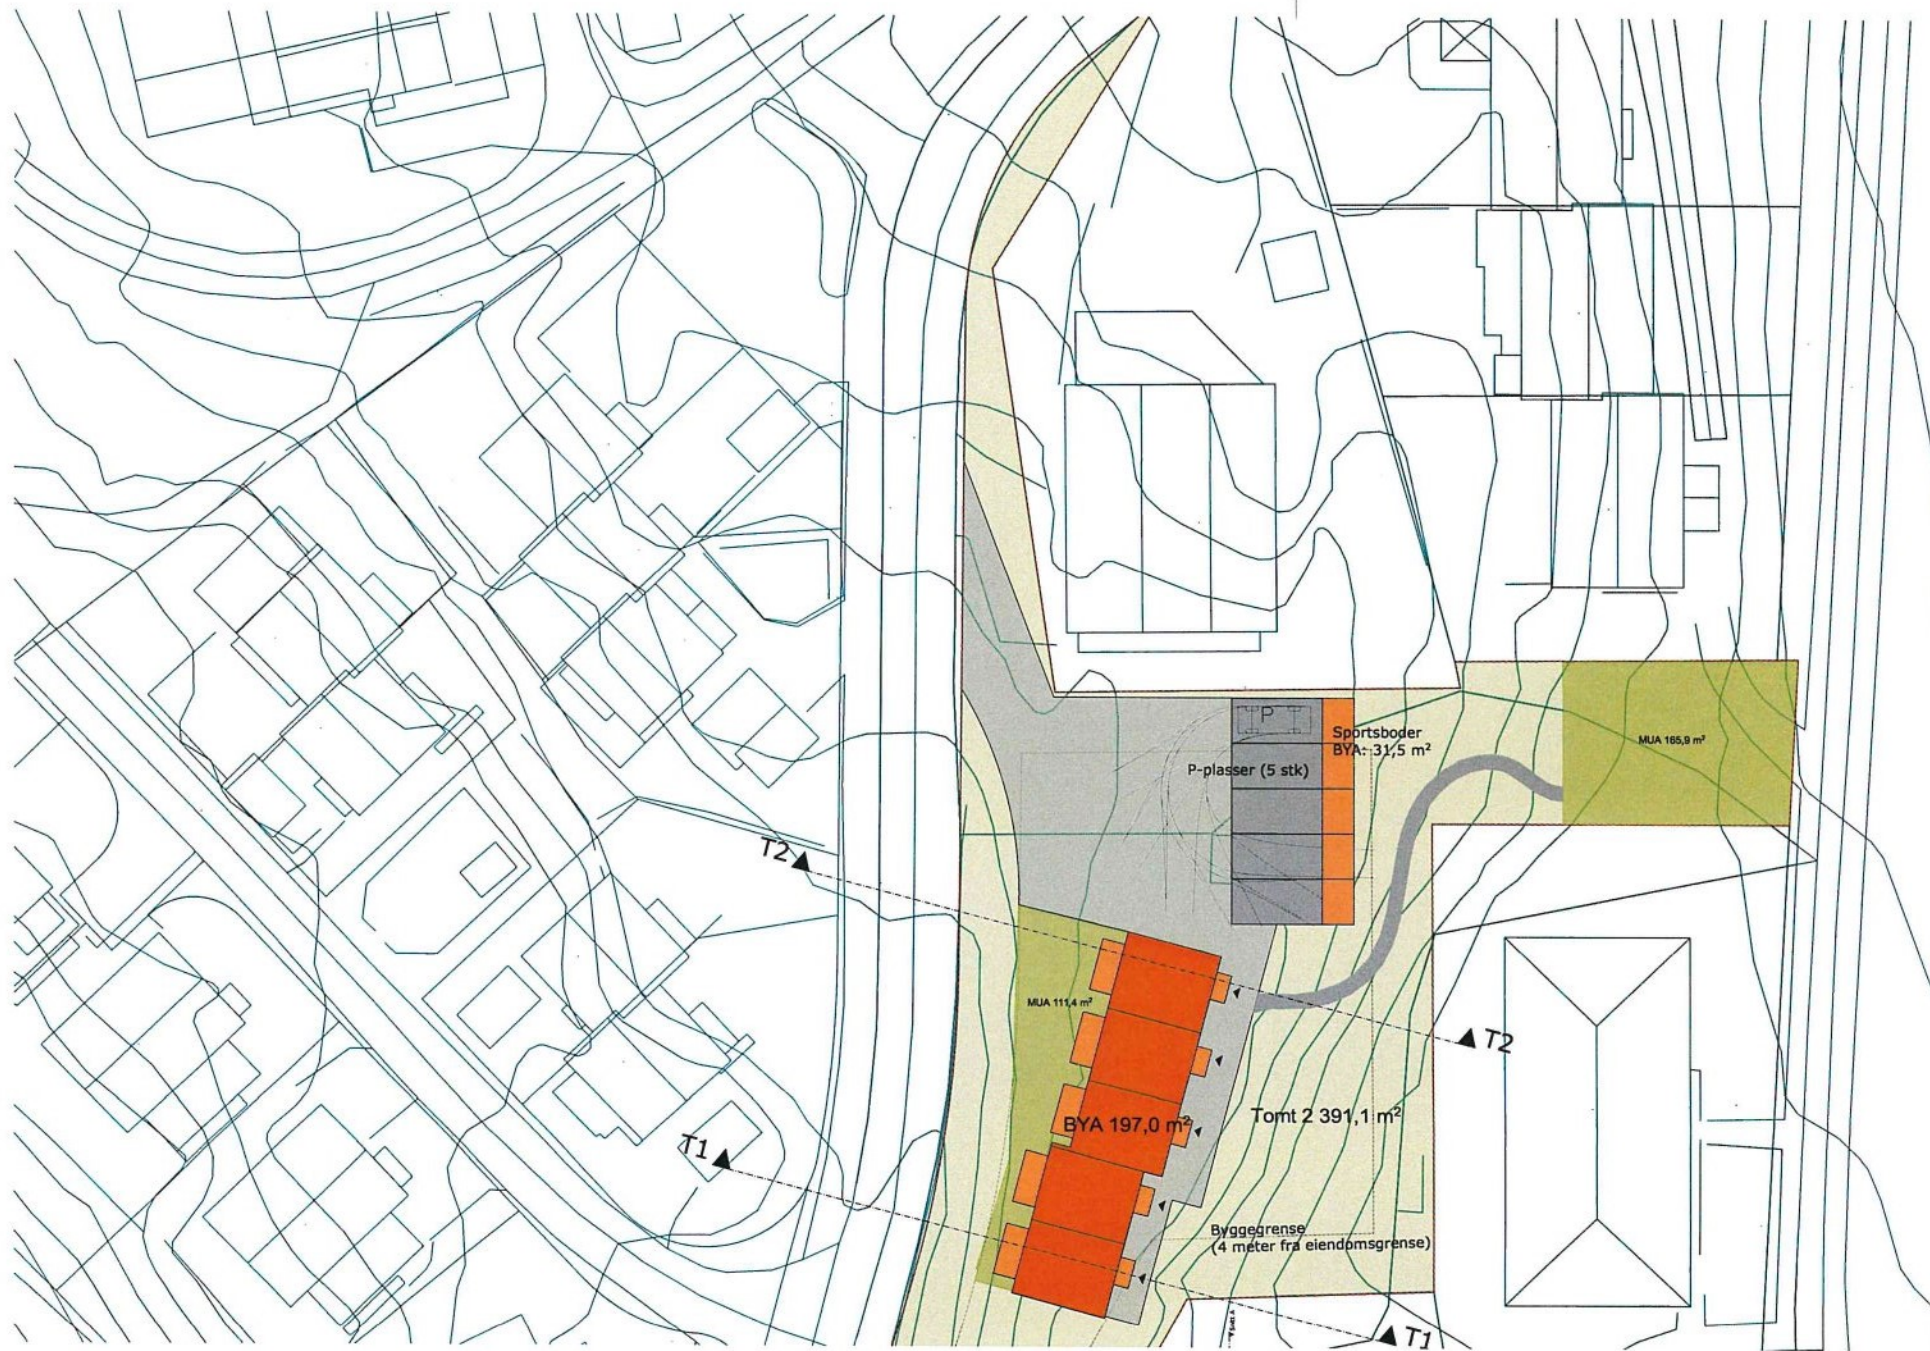 P
Sportsboder
BYA: 31,5 m²
P-plasser (5 stk)
MUA 165,9 m²
T2
MUA 111,4 m²
T2
BYA 197,0 m²
Tomt 2 391,1 m²
T1
Byggegrense
(4 meter fra eiendomsgrense)
T1